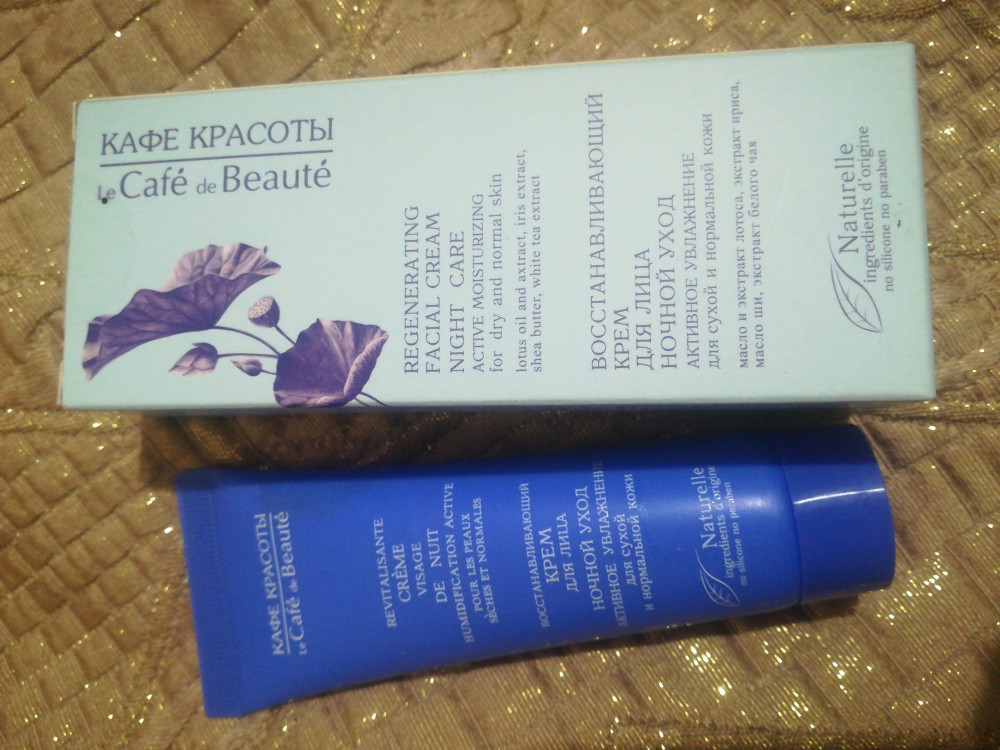 КАФЕ КРАСОТЫ
Le Café de Beauté
REGENERATING
FACIAL CREAM
NIGHT CARE
ACTIVE MOISTURIZING
for dry and normal skin
lotus oil and axtract, iris extract,
shea butter, white tea extract
ВОССТАНАВЛИВАЮЩИЙ
КРЕМ
ДЛЯ ЛИЦА
НОЧНОЙ УХОД
АКТИВНОЕ УВЛАЖНЕНИЕ
для сухой и нормальной кожи
масло и экстракт лотоса, экстракт ириса,
масло ши, экстракт белого чая
Naturelle
ingredients d'origine
no silicone no paraben
КАФЕ КРАСОТЫ
Le Café de Beauté
REVITALISANTE
CRÈME
VISAGE
DE NUIT
HUMIDIFICATION ACTIVE
POUR LES PEAUX
SÈCHES ET NORMALES
ВОССТАНАВЛИВАЮЩИЙ
КРЕМ
ДЛЯ ЛИЦА
НОЧНОЙ УХОД
АКТИВНОЕ УВЛАЖНЕНИЕ
для сухой
и нормальной кожи
Naturelle
ingredients d'origine
no silicone no paraben